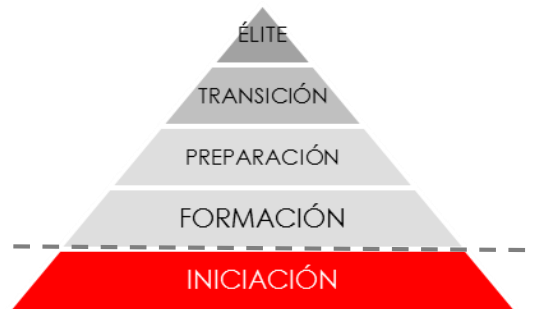 ÉLITE
TRANSICIÓN
PREPARACIÓN
FORMACIÓN
INICIACIÓN